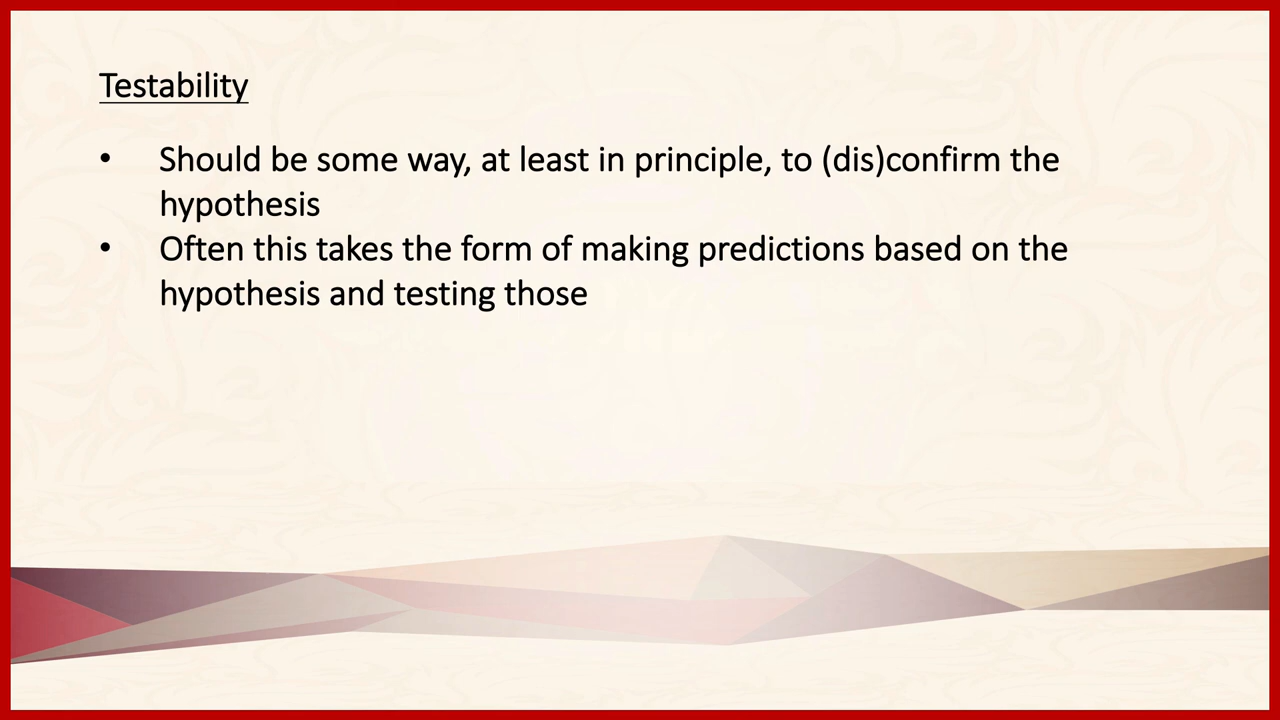 Testability
• Should be some way, at least in principle, to (dis)confirm the
hypothesis
• Often this takes the form of making predictions based on the
hypothesis and testing those